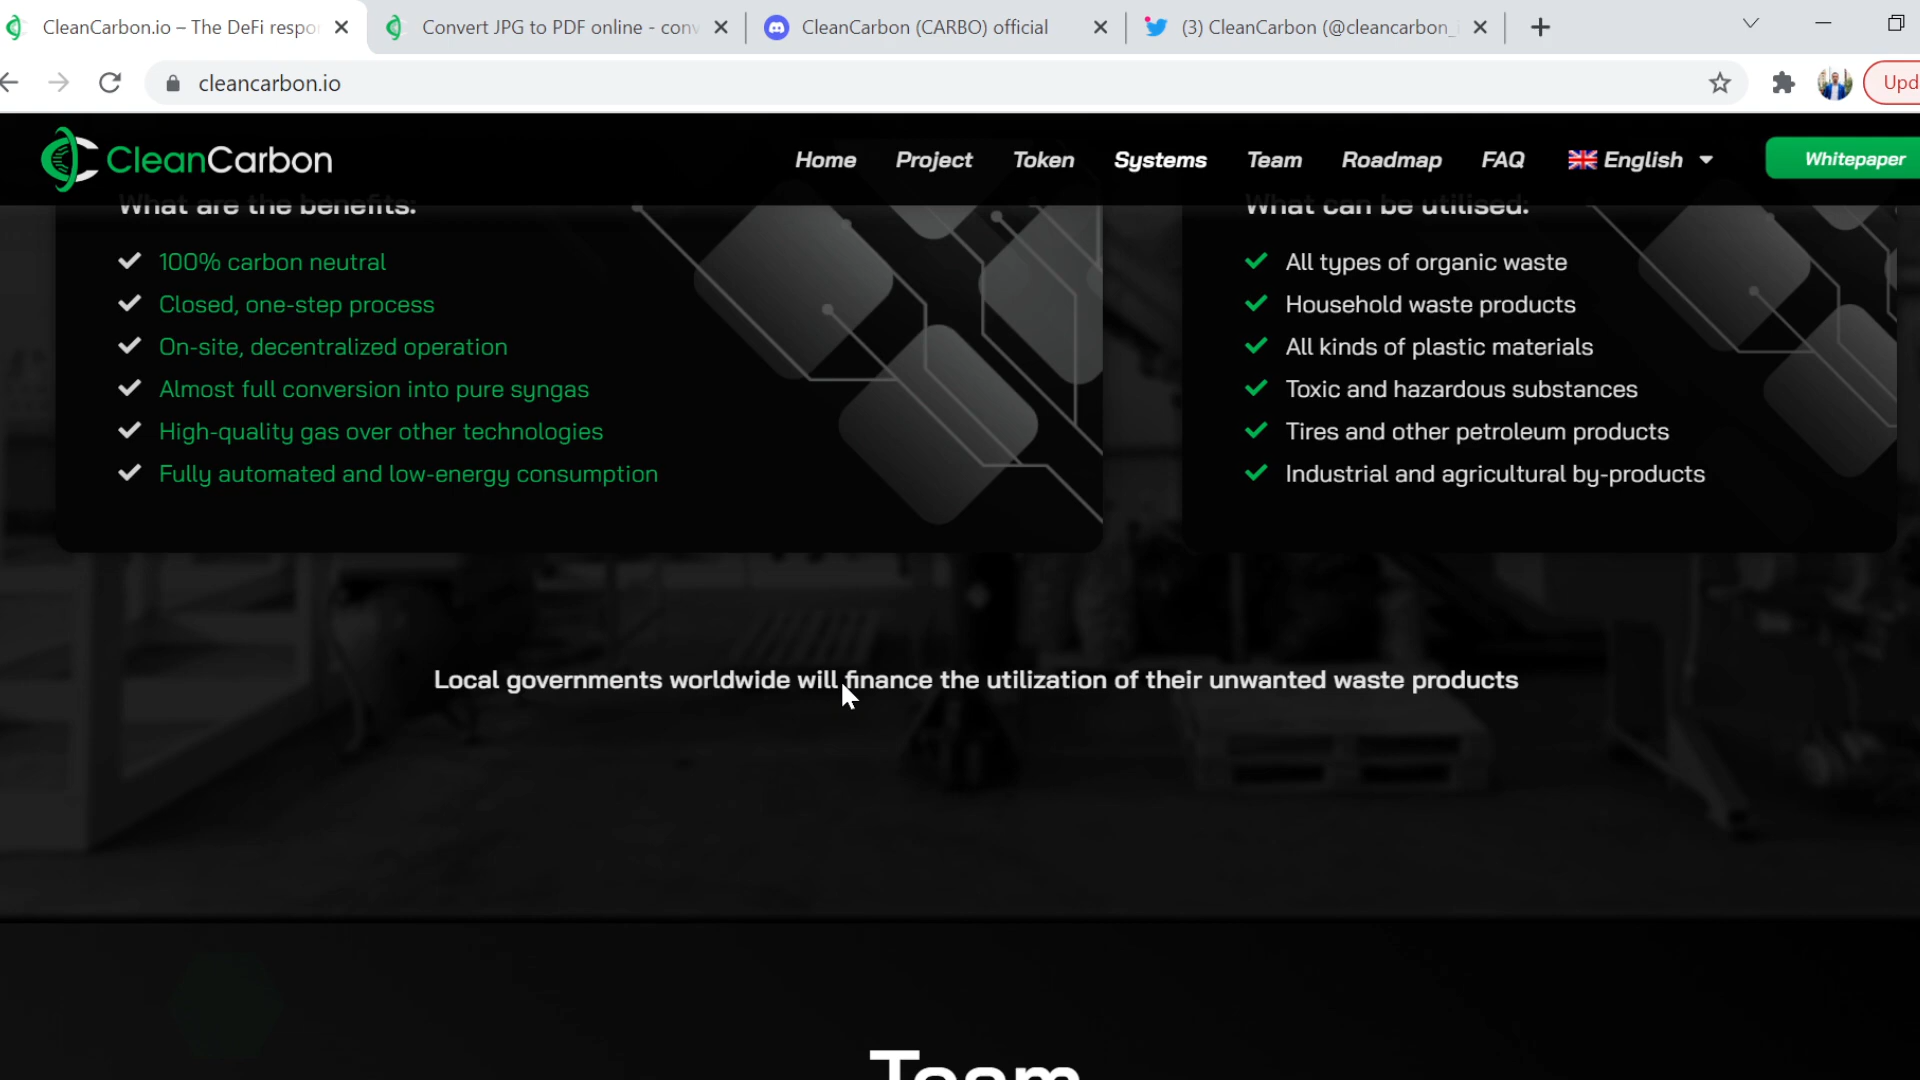 CleanCarbon.io – The DeFi respo
Convert JPG to PDF online - conv
CleanCarbon (CARBO) official
(3) CleanCarbon (@cleancarbon_i
cleancarbon.io
Upd
CleanCarbon
Home
Project
Token
Systems
Team
Roadmap
FAQ
English
Whitepaper
What are the benefits:
100% carbon neutral
Closed, one-step process
On-site, decentralized operation
Almost full conversion into pure syngas
High-quality gas over other technologies
Fully automated and low-energy consumption
What can be utilised:
All types of organic waste
Household waste products
All kinds of plastic materials
Toxic and hazardous substances
Tires and other petroleum products
Industrial and agricultural by-products
Local governments worldwide will finance the utilization of their unwanted waste products
Team